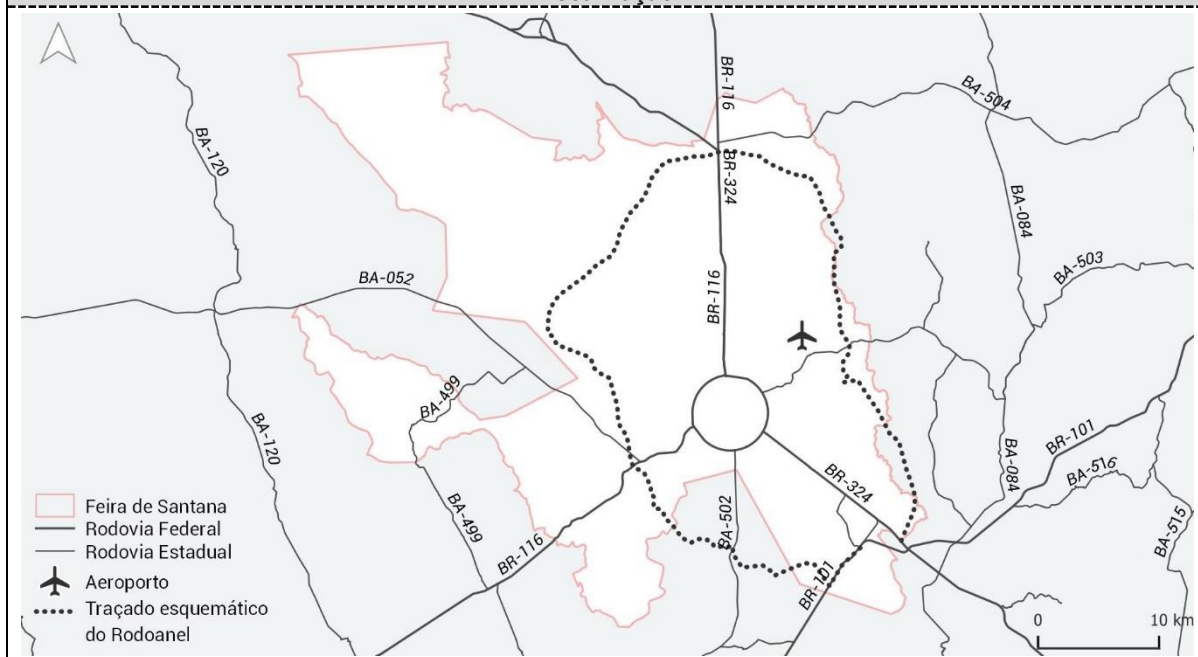 BR-116
BA-504
BA-120
BR-324
BA-084
BA-503
BA-052
BR-116
BA-499
BA-120
BR-101
BA-084
BA-516
BR-324
BA-515
BA-502
BA-499
BR-116
BR-101
Feira de Santana
Rodovia Federal
Rodovia Estadual
Aeroporto
Traçado esquemático
do Rodoanel
0 10 km